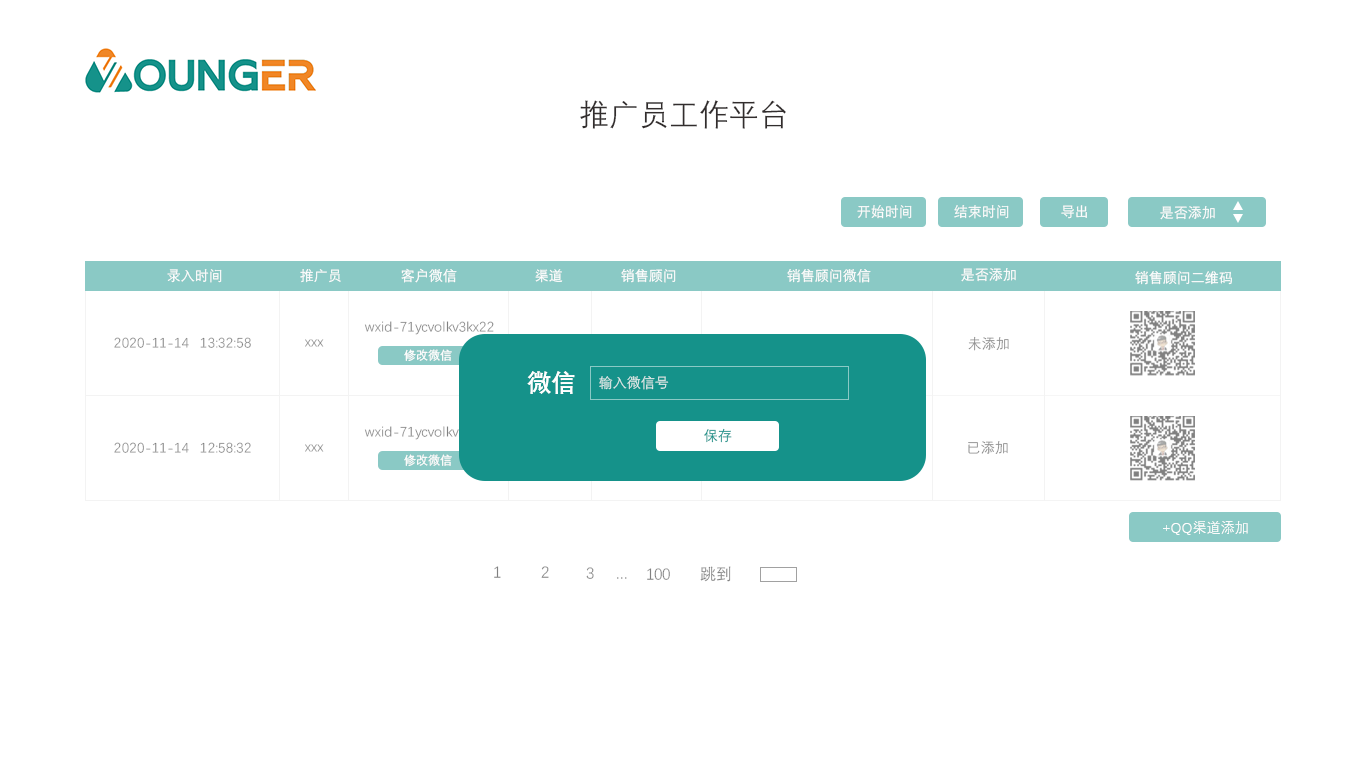 YOUNGER
推广员工作平台
开始时间 结束时间 导出 是否添加
录入时间 推广员 客户微信 渠道 销售顾问 销售顾问微信 是否添加 销售顾问二维码
wxid-71ycvolkv3kx22
2020-11-14 13:32:58 xxx 未添加
修改微信
微信 输入微信号
wxid-71ycvolkv
保存
2020-11-14 12:58:32 xxx 已添加
修改微信
+QQ渠道添加
1 2 3 ... 100 跳到